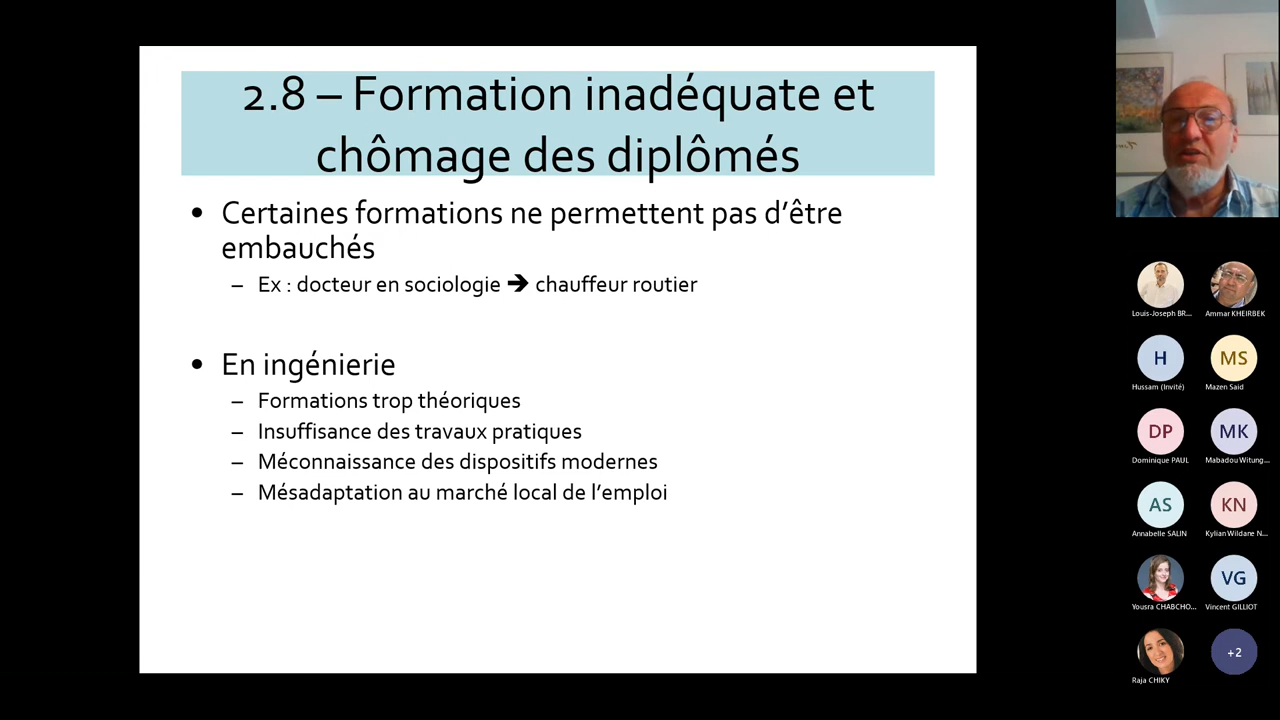 2.8 – Formation inadéquate et
chômage des diplômés
• Certaines formations ne permettent pas d’être
embauchés
– Ex : docteur en sociologie ➔ chauffeur routier
• En ingénierie
– Formations trop théoriques
– Insuffisance des travaux pratiques
– Méconnaissance des dispositifs modernes
– Mésadaptation au marché local de l’emploi
Louis-Joseph BR...
Ammar KHEIRBEK
H
MS
Hussam (Invité)
Mazen Said
DP
MK
Dominique PAUL
Mabadou Witung...
AS
KN
Annabelle SALIN
Kylian Wildane N...
VG
Yousra CHABCHO...
Vincent GILLIOT
+2
Raja CHIKY